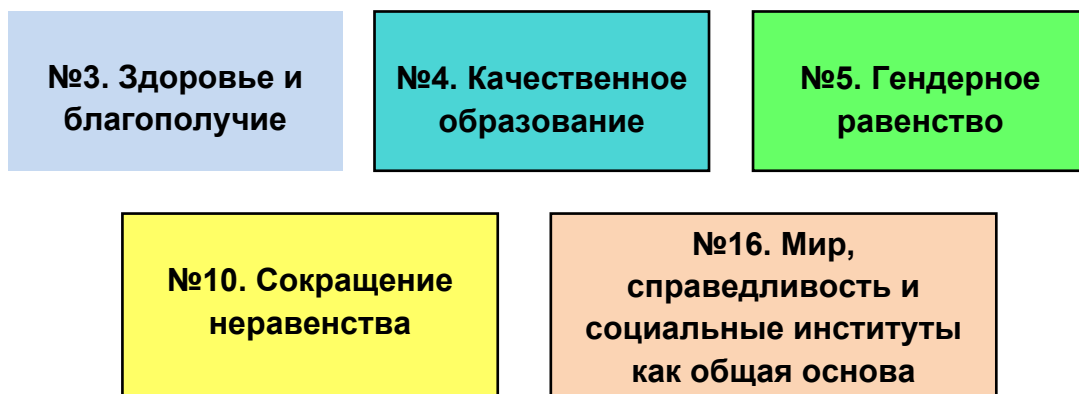 №3. Здоровье и
благополучие
№4. Качественное
образование
№5. Гендерное
равенство
№10. Сокращение
неравенства
№16. Мир,
справедливость и
социальные институты
как общая основа